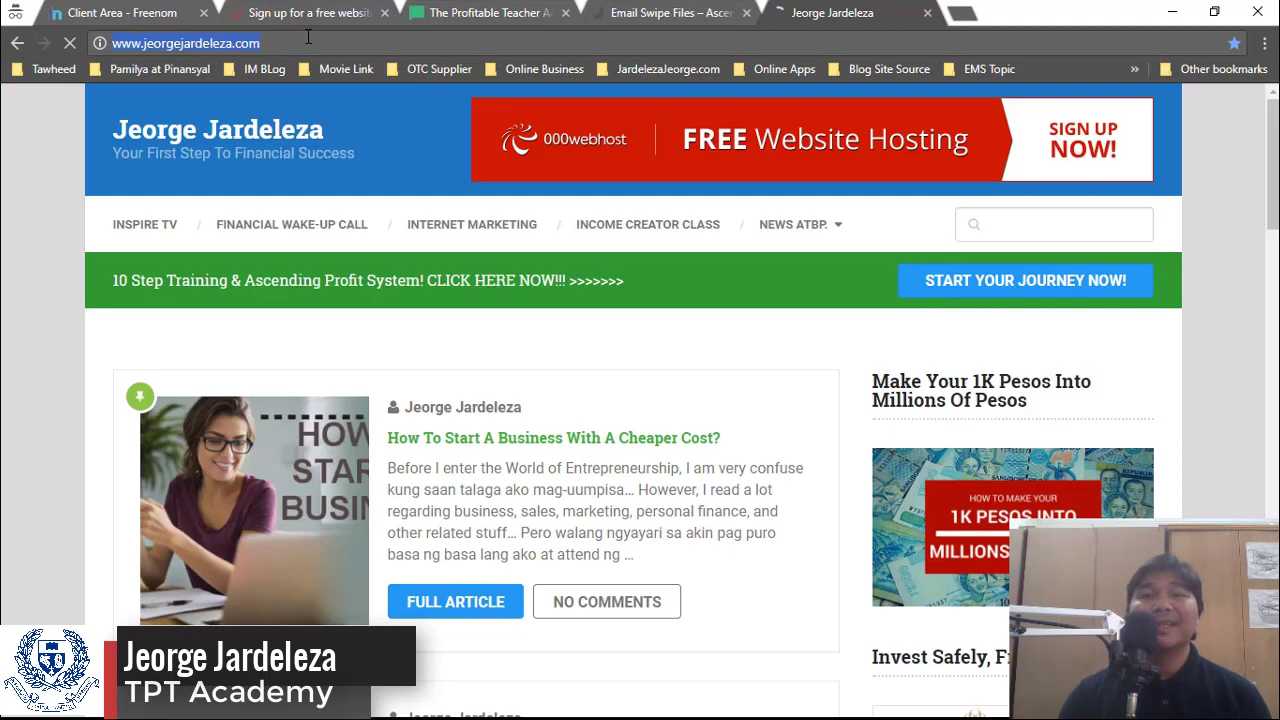 Client Area - Freenom
Sign up for a free websit
The Profitable Teacher A
Email Swipe Files – Asce
Jeorge Jardeleza
www.jeorgejardeleza.com
Tawheed
Pamilya at Pinansyal
IM BLog
Movie Link
OTC Supplier
Online Business
JardelezaJeorge.com
Online Apps
Blog Site Source
EMS Topic
»
Other bookmarks
Jeorge Jardeleza
Your First Step To Financial Success
000webhost
FREE Website Hosting
SIGN UP
NOW!
INSPIRE TV / FINANCIAL WAKE-UP CALL / INTERNET MARKETING / INCOME CREATOR CLASS / NEWS ATBP.
10 Step Training & Ascending Profit System! CLICK HERE NOW!!! >>>>>>>
START YOUR JOURNEY NOW!
Jeorge Jardeleza
How To Start A Business With A Cheaper Cost?
Before I enter the World of Entrepreneurship, I am very confuse
kung saan talaga ako mag-uumpisa... However, I read a lot
regarding business, sales, marketing, personal finance, and
other related stuff... Pero walang ngyayari sa akin pag puro
basa ng basa lang ako at attend ng ...
FULL ARTICLE
NO COMMENTS
HOW
STAR
BUSIN
Make Your 1K Pesos Into
Millions Of Pesos
HOW TO MAKE YOUR
1K PESOS INTO
MILLIONS
Invest Safely, F
Jeorge Jardeleza
TPT Academy
Jeorge Jardeleza